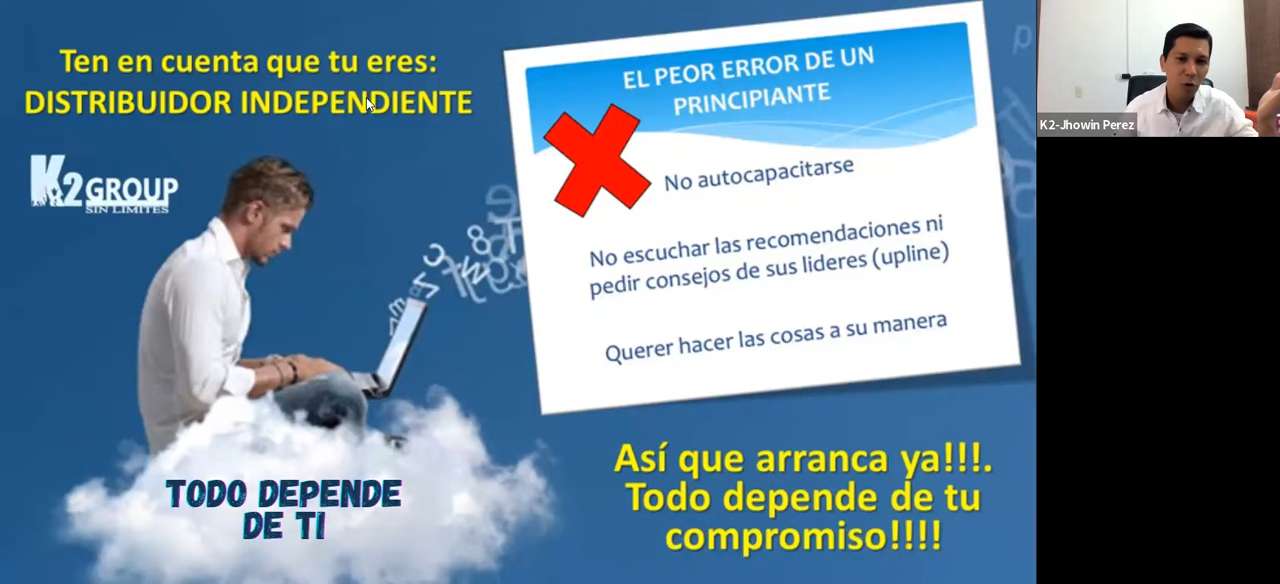 Ten en cuenta que tu eres:
DISTRIBUIDOR INDEPENDIENTE
K2 GROUP
SIN LIMITES
EL PEOR ERROR DE UN
PRINCIPIANTE
No autocapacitarse
No escuchar las recomendaciones ni
pedir consejos de sus lideres (upline)
Querer hacer las cosas a su manera
TODO DEPENDE
DE TI
Así que arranca ya!!!.
Todo depende de tu
compromiso!!!!
K2-Jhowin Perez